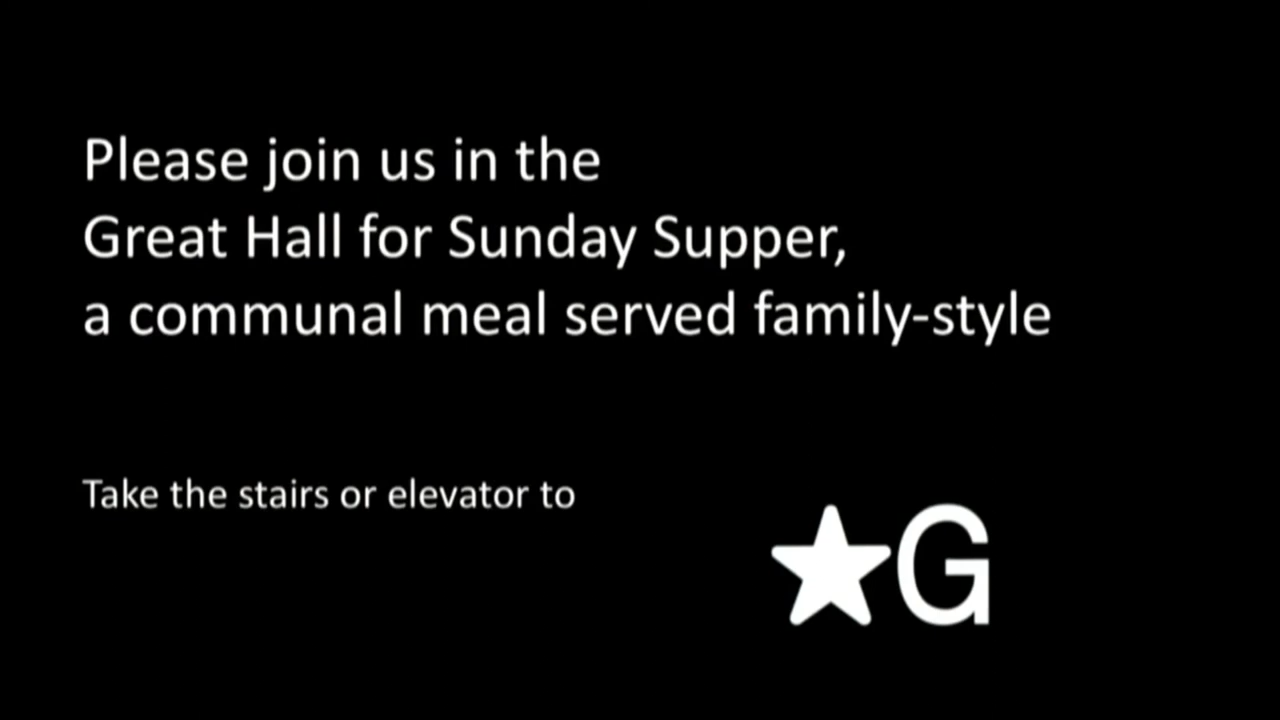 Please join us in the
Great Hall for Sunday Supper,
a communal meal served family-style
Take the stairs or elevator to
★G